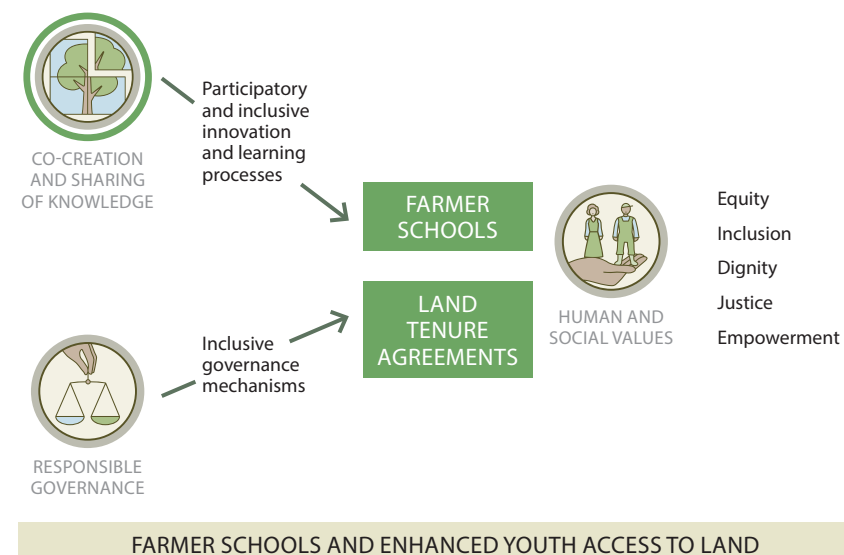 Participatory
and inclusive
innovation
and learning
processes
CO-CREATION
AND SHARING
OF KNOWLEDGE
FARMER
SCHOOLS
LAND
TENURE
AGREEMENTS
HUMAN AND
SOCIAL VALUES
Equity
Inclusion
Dignity
Justice
Empowerment
Inclusive
governance
mechanisms
RESPONSIBLE
GOVERNANCE
FARMER SCHOOLS AND ENHANCED YOUTH ACCESS TO LAND